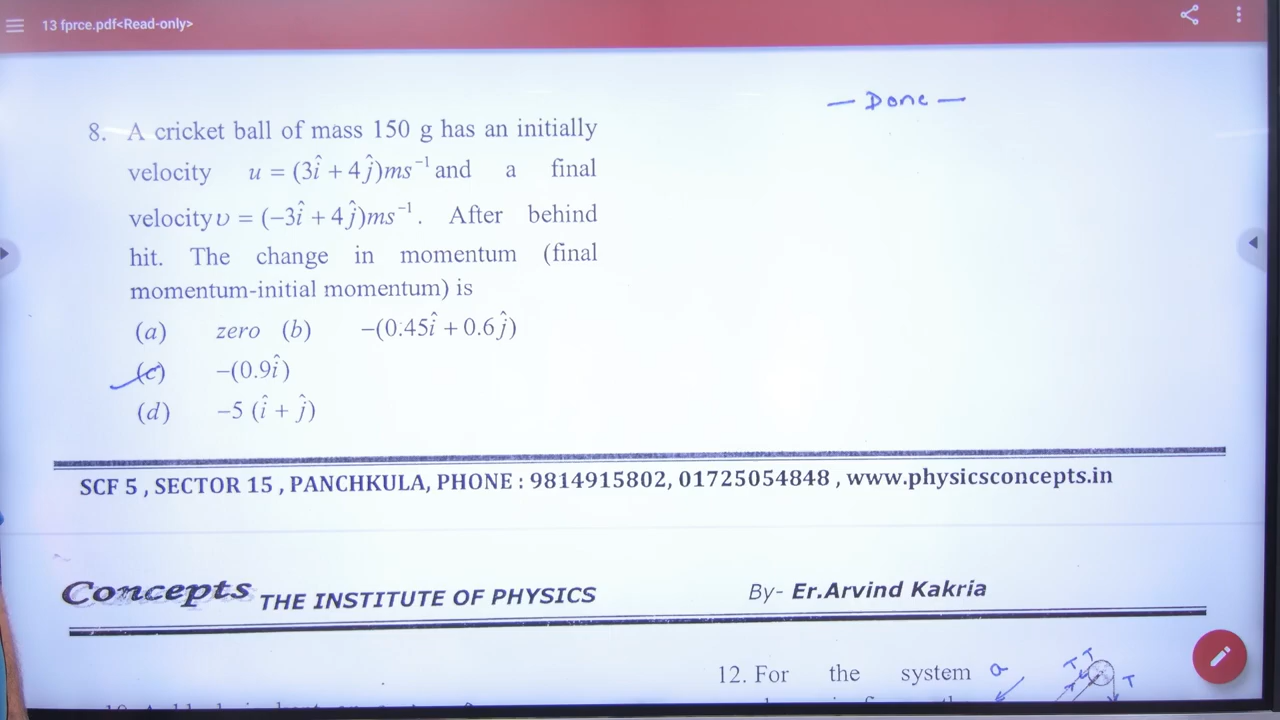 13 fprce.pdf<Read-only>
— Done —
8. A cricket ball of mass 150 g has an initially
velocity u = (3î + 4ĵ)ms⁻¹ and a final
velocity υ = (−3î + 4ĵ)ms⁻¹. After behind
hit. The change in momentum (final
momentum-initial momentum) is
(a) zero (b) −(0.45î + 0.6ĵ)
(c) −(0.9î)
(d) −5 (î + ĵ)
SCF 5 , SECTOR 15 , PANCHKULA, PHONE : 9814915802, 01725054848 , www.physicsconcepts.in
Concepts THE INSTITUTE OF PHYSICS By- Er.Arvind Kakria
12. For the system a
T T
T T